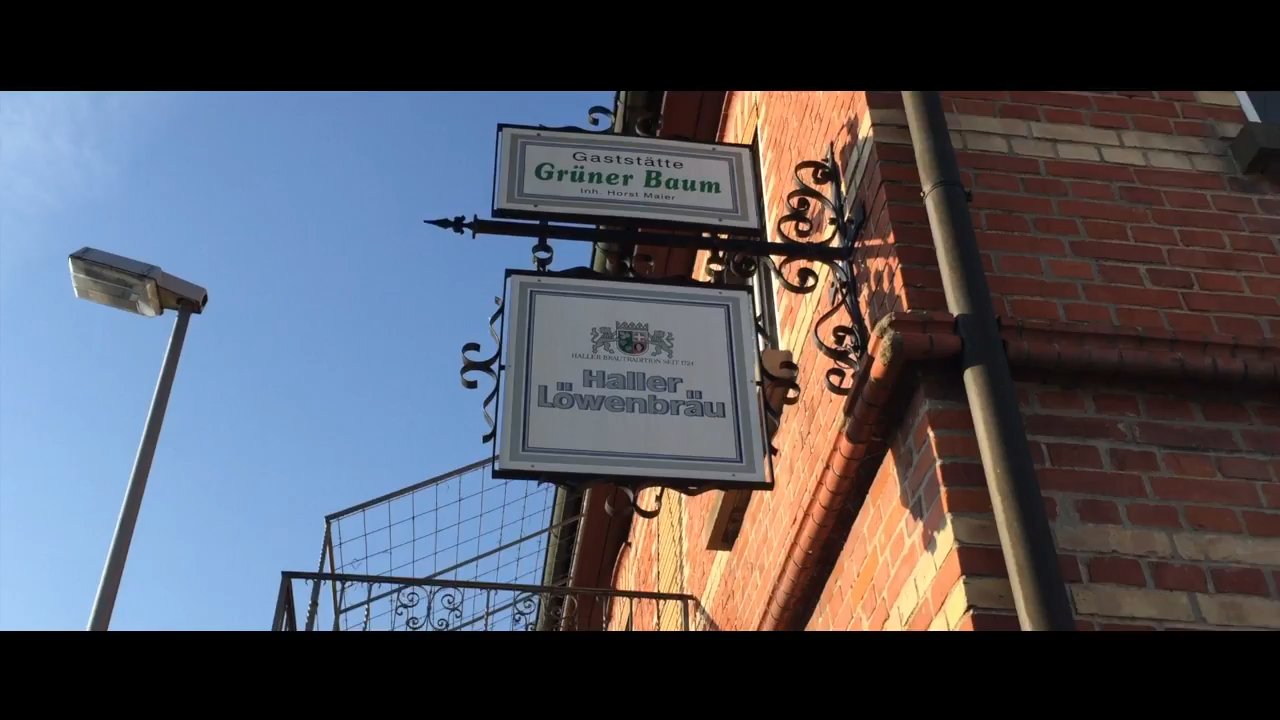 Gaststätte
Grüner Baum
Inh. Horst Maier
HALLER BRAUTRADITION SEIT 1724
Haller
Löwenbräu